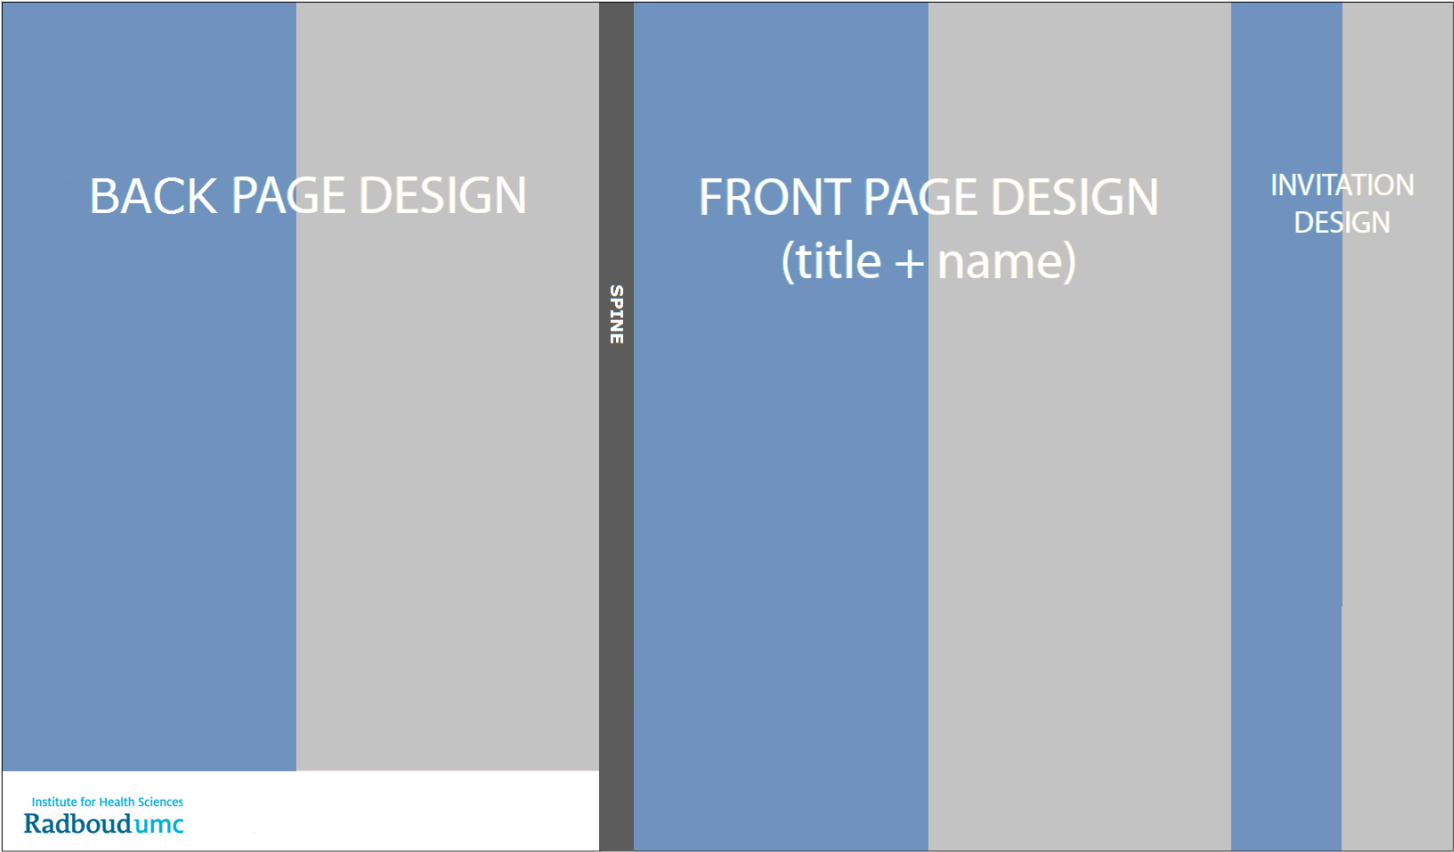 BACK PAGE DESIGN
Institute for Health Sciences
Radboudumc
SPINE
FRONT PAGE DESIGN
(title + name)
INVITATION
DESIGN